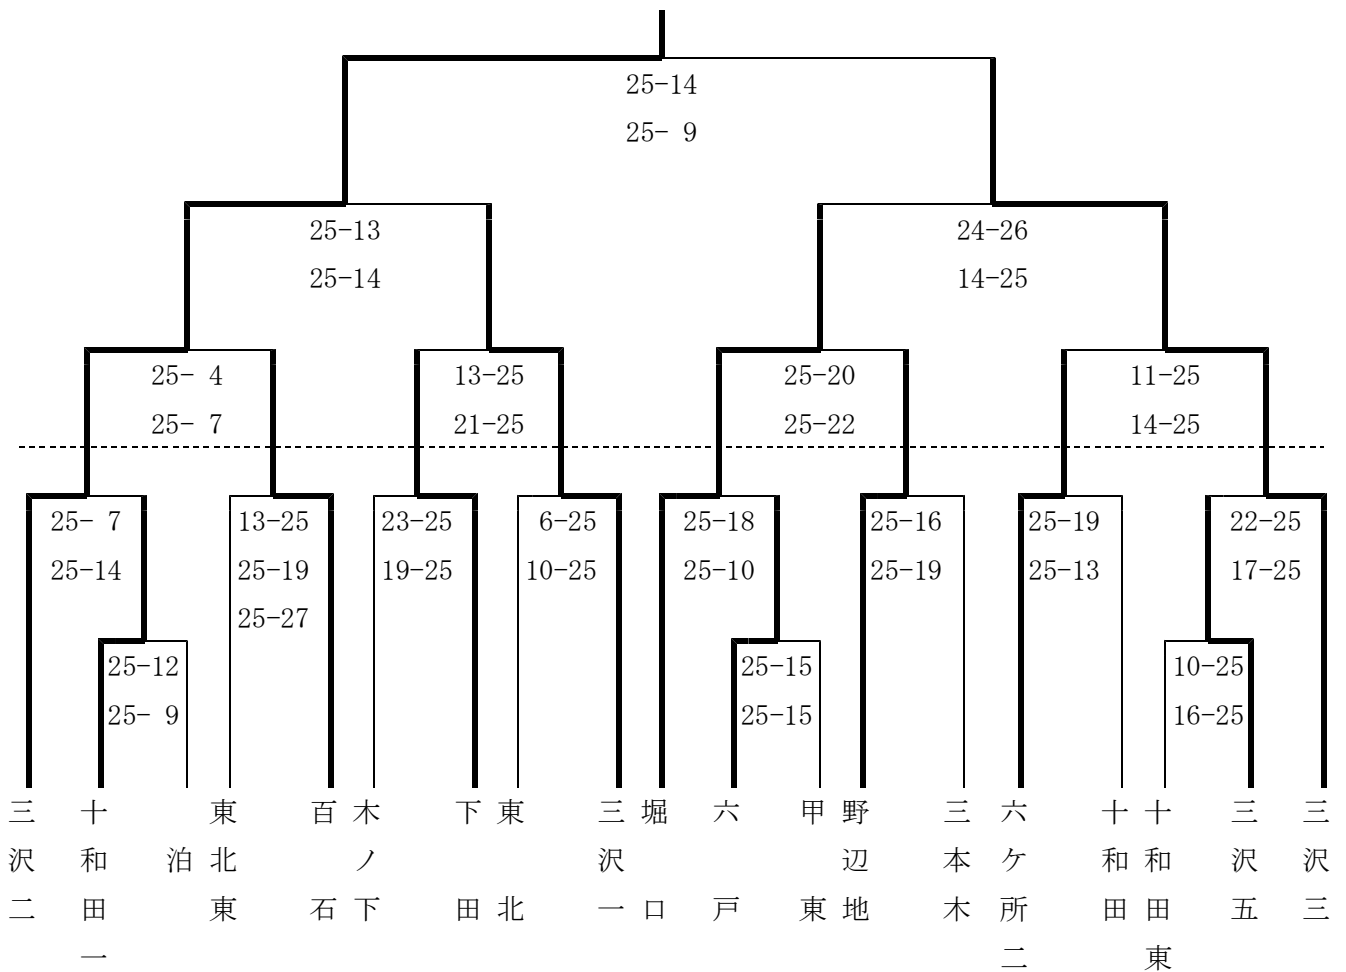 25-14
25- 9
25-13
25-14
24-26
14-25
25- 4
25- 7
13-25
21-25
25-20
25-22
11-25
14-25
25- 7
25-14
13-25
25-19
25-27
23-25
19-25
6-25
10-25
25-18
25-10
25-16
25-19
25-19
25-13
22-25
17-25
25-12
25- 9
25-15
25-15
10-25
16-25
三沢二
十和田一
泊
東北東
百石
木ノ下
下田
東北
三沢一
堀口
六戸
甲東
野辺地
三本木
六ケ所二
十和田
十和田東
三沢五
三沢三